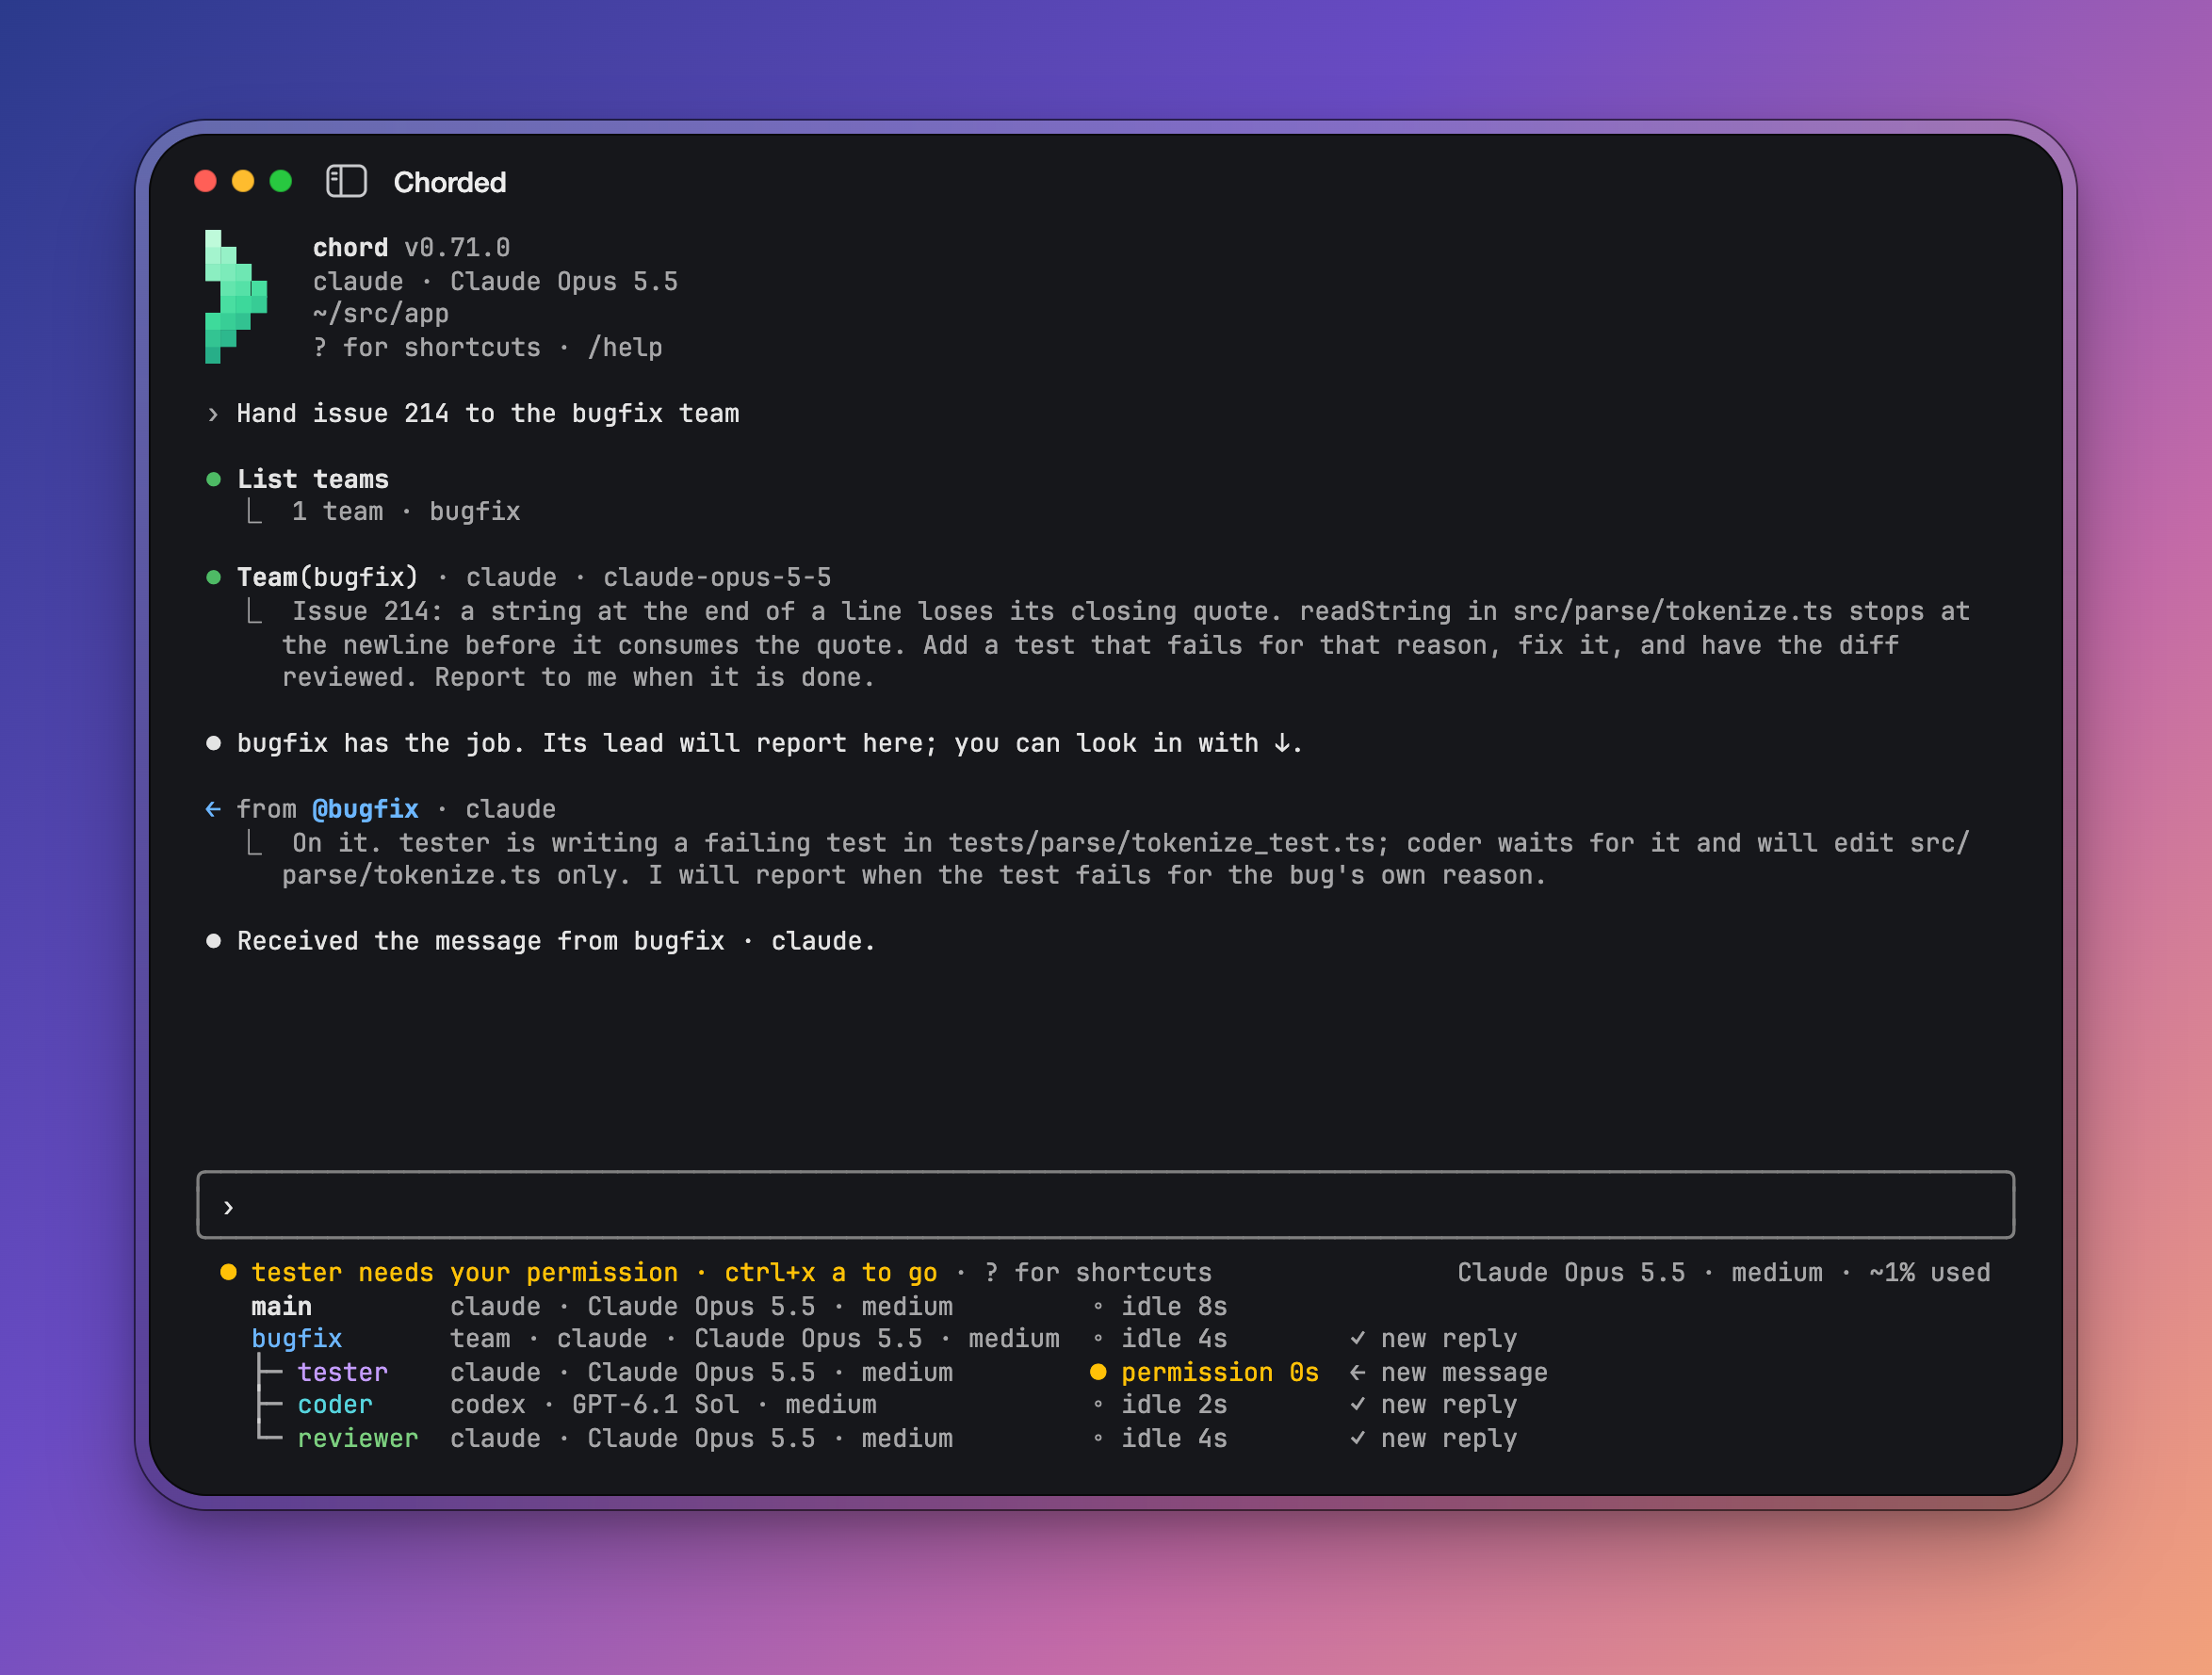 Chorded
chord v0.71.0
claude · Claude Opus 5.5
~/src/app
? for shortcuts · /help
› Hand issue 214 to the bugfix team
● List teams
⎿ 1 team · bugfix
● Team(bugfix) · claude · claude-opus-5-5
⎿ Issue 214: a string at the end of a line loses its closing quote. readString in src/parse/tokenize.ts stops at
the newline before it consumes the quote. Add a test that fails for that reason, fix it, and have the diff
reviewed. Report to me when it is done.
● bugfix has the job. Its lead will report here; you can look in with ↓.
← from @bugfix · claude
⎿ On it. tester is writing a failing test in tests/parse/tokenize_test.ts; coder waits for it and will edit src/
parse/tokenize.ts only. I will report when the test fails for the bug's own reason.
● Received the message from bugfix · claude.
›
● tester needs your permission · ctrl+x a to go · ? for shortcuts Claude Opus 5.5 · medium · ~1% used
main claude · Claude Opus 5.5 · medium ◦ idle 8s
bugfix team · claude · Claude Opus 5.5 · medium ◦ idle 4s ✓ new reply
├─ tester claude · Claude Opus 5.5 · medium ● permission 0s ← new message
├─ coder codex · GPT-6.1 Sol · medium ◦ idle 2s ✓ new reply
└─ reviewer claude · Claude Opus 5.5 · medium ◦ idle 4s ✓ new reply